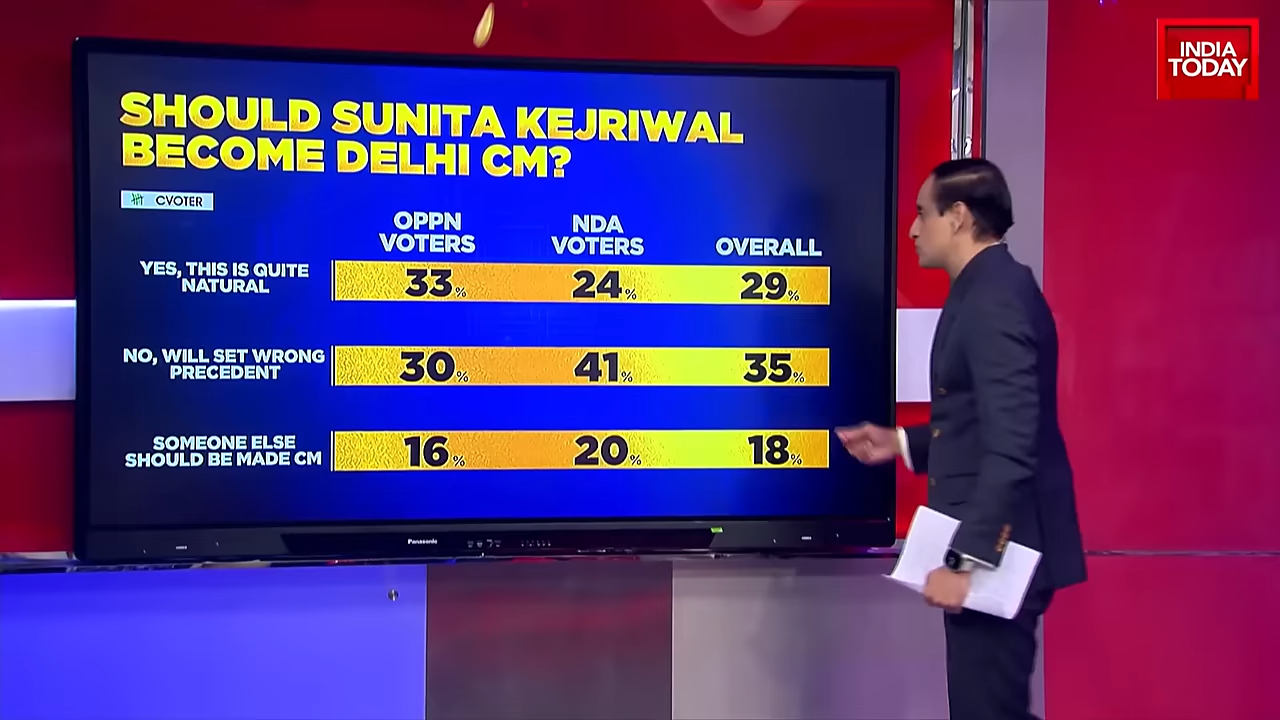 INDIA
TODAY
SHOULD SUNITA KEJRIWAL
BECOME DELHI CM?
CVOTER
OPPN
VOTERS
NDA
VOTERS
OVERALL
YES, THIS IS QUITE
NATURAL
33% 24% 29%
NO, WILL SET WRONG
PRECEDENT
30% 41% 35%
SOMEONE ELSE
SHOULD BE MADE CM
16% 20% 18%
Panasonic